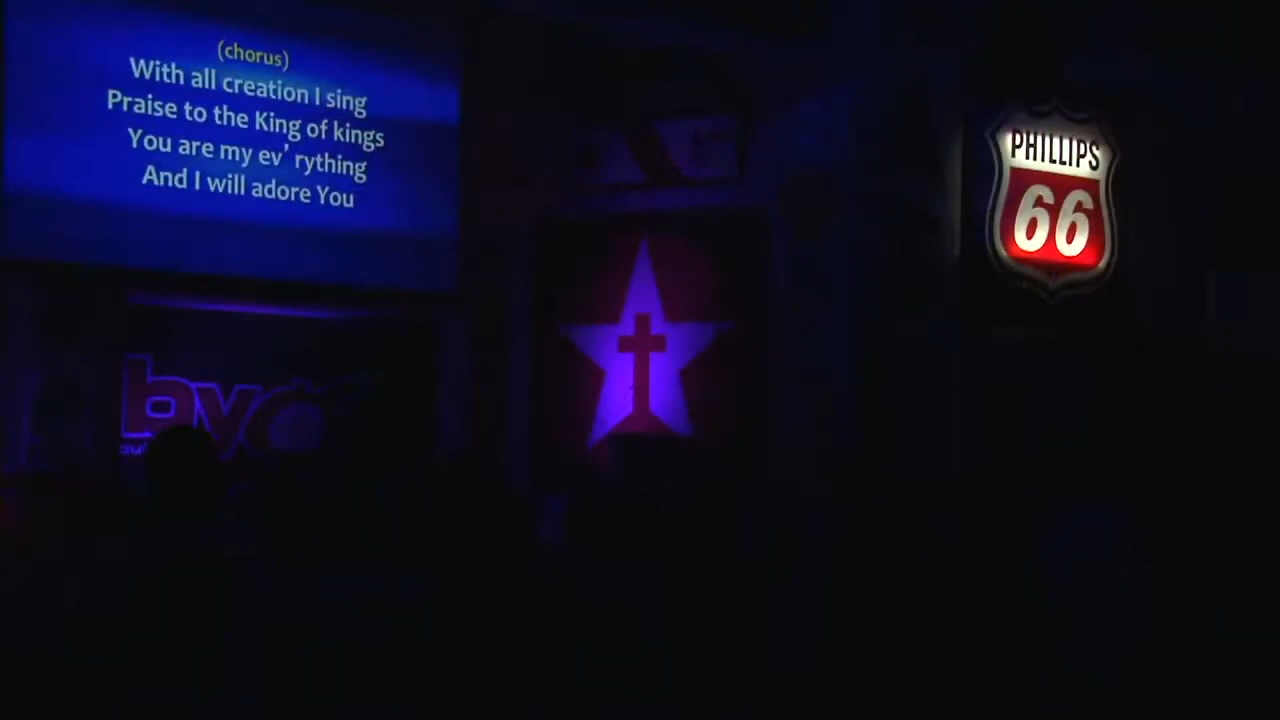 (chorus)
With all creation I sing
Praise to the King of kings
You are my ev' rything
And I will adore You
PHILLIPS
66